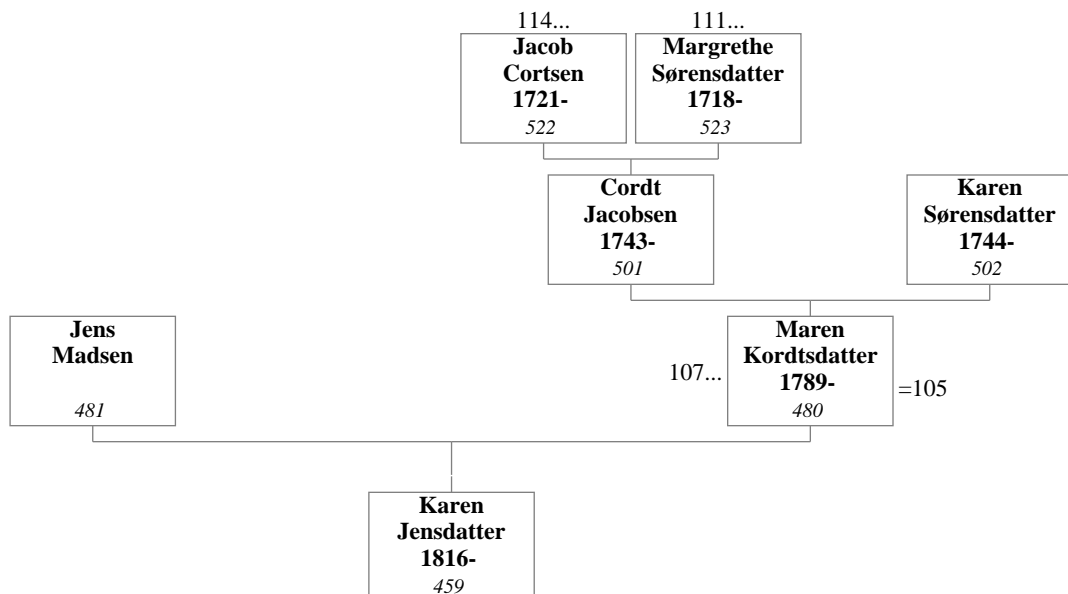 114...
111...
Jacob
Cortsen
1721-
522
Margrethe
Sørensdatter
1718-
523
Cordt
Jacobsen
1743-
501
Karen
Sørensdatter
1744-
502
Jens
Madsen
481
107...
Maren
Kordtsdatter
1789-
480
=105
Karen
Jensdatter
1816-
459